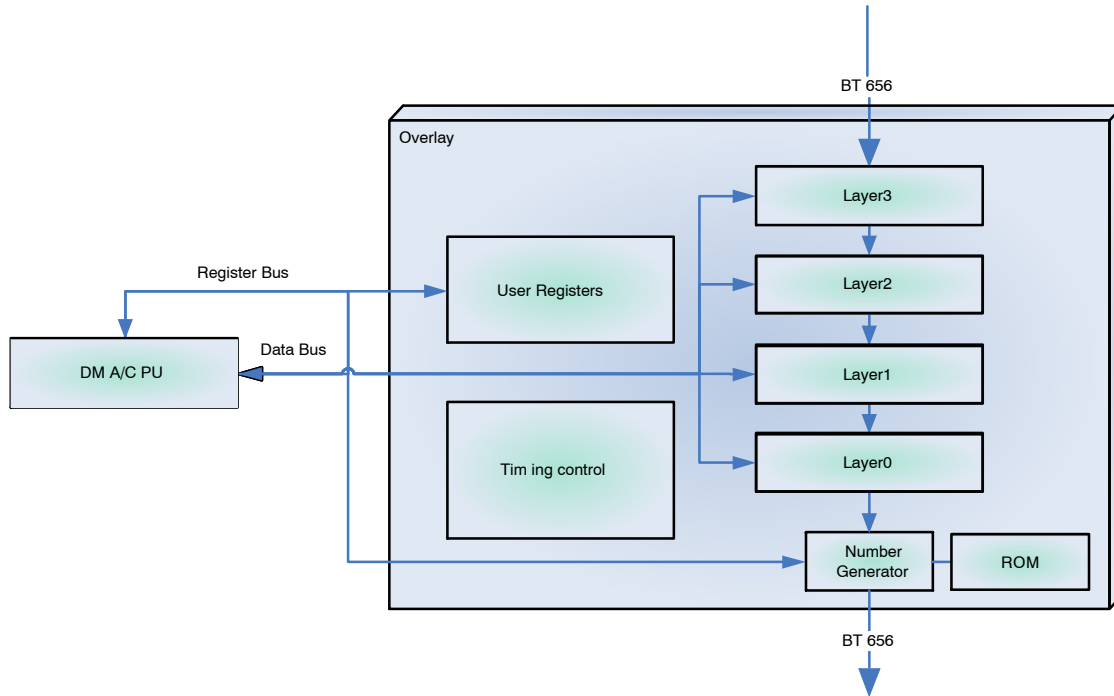 BT 656
Overlay
Layer3
Register Bus
User Registers
Layer2
Data Bus
DM A/C PU
Layer1
Tim ing control
Layer0
Number
Generator
ROM
BT 656